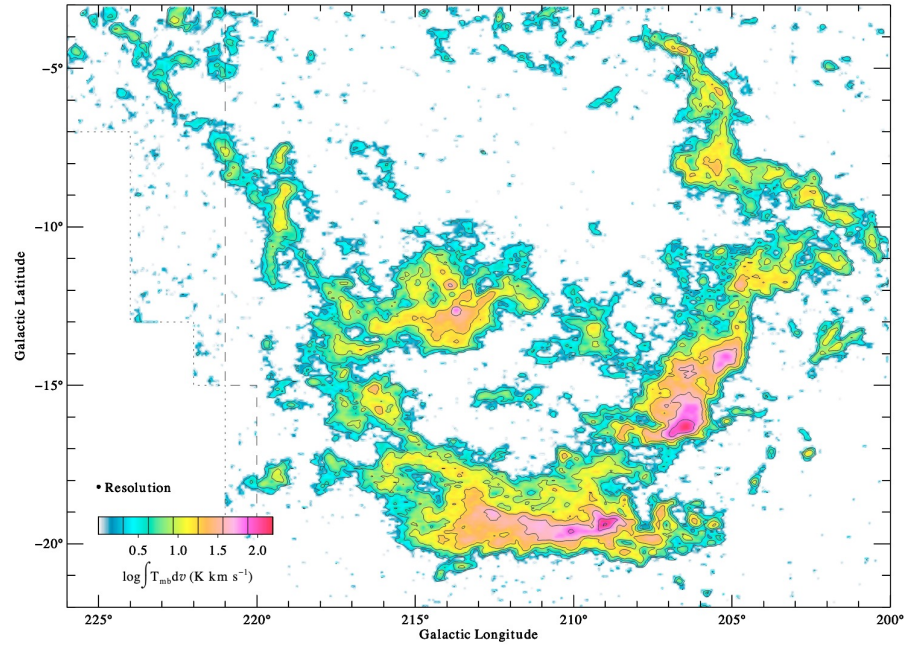 −5°
−10°
−15°
−20°
Galactic Latitude
• Resolution
0.5 1.0 1.5 2.0
log∫T_mb dv (K km s⁻¹)
225° 220° 215° 210° 205° 200°
Galactic Longitude